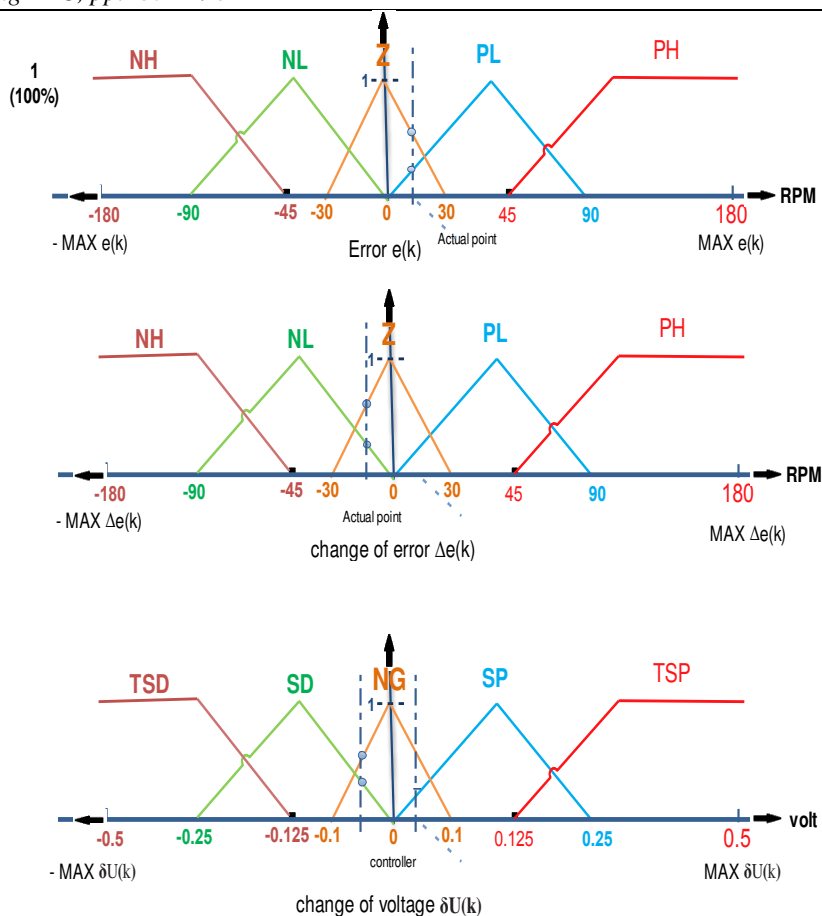 NH NL Z PL PH
1 1
(100%)
RPM
-180 -90 -45 -30 0 30 45 90 180
- MAX e(k) Error e(k) Actual point MAX e(k)
NH NL Z PL PH
1
RPM
-180 -90 -45 -30 0 30 45 90 180
- MAX Δe(k) Actual point MAX Δe(k)
change of error Δe(k)
TSD SD NG SP TSP
1
volt
-0.5 -0.25 -0.125 -0.1 0 0.1 0.125 0.25 0.5
- MAX δU(k) controller MAX δU(k)
change of voltage δU(k)